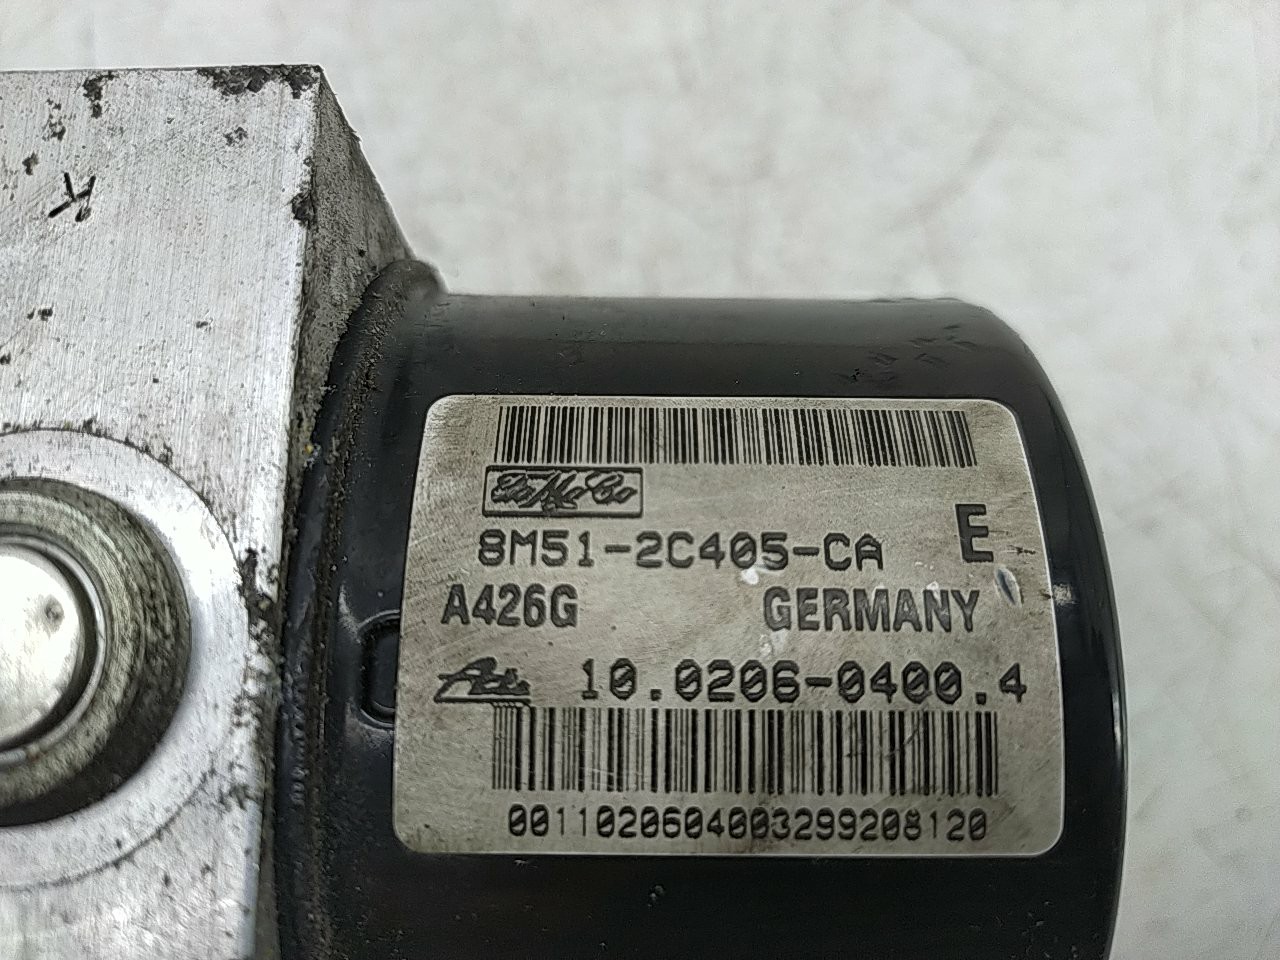 K
FoMoCo
8M51-2C405-CA E
A426G GERMANY
Ate 10.0206-0400.4
00110206040032992081​20